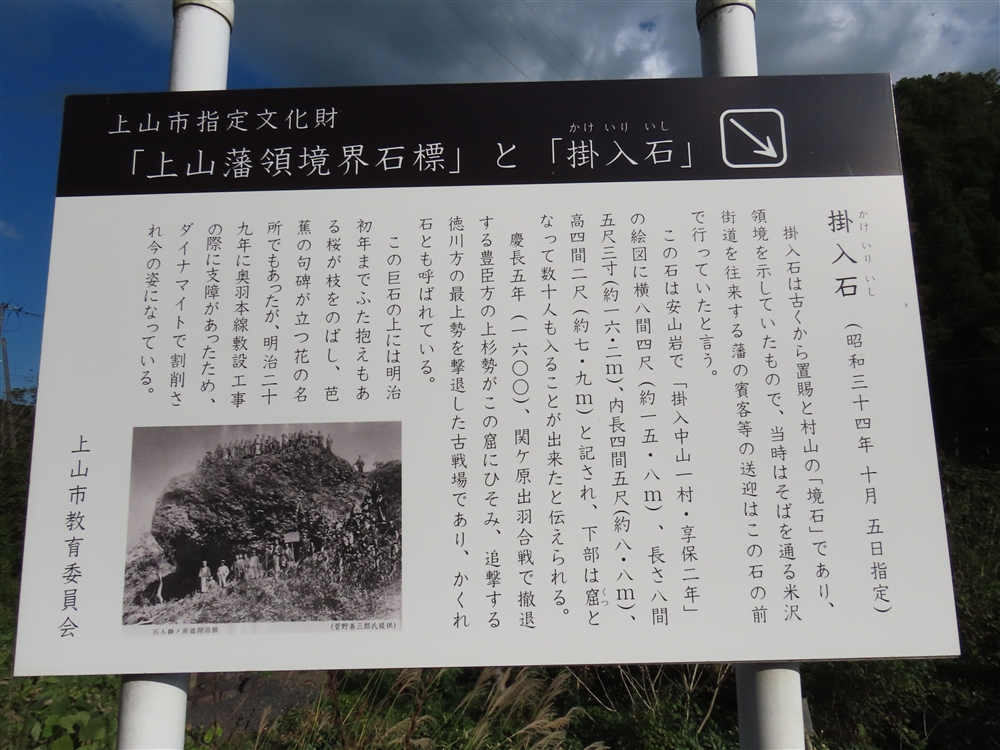 上山市指定文化財
「上山藩領境界石標」と「掛入石」
かけ いり いし
掛入石（昭和三十四年 十月 五日指定）
かけ いり いし
掛入石は古くから置賜と村山の「境石」であり、
領境を示していたもので、当時はそばを通る米沢
街道を往来する藩の賓客等の送迎はこの石の前
で行っていたと言う。
この石は安山岩で「掛入中山一村・享保二年」
の絵図に横八間四尺（約一五・八ｍ）、長さ八間
五尺三寸（約一六・二ｍ）、内長四間五尺（約八・八ｍ）、
高四間二尺（約七・九ｍ）と記され、下部は窟と
くつ
なって数十人も入ることが出来たと伝えられる。
慶長五年（一六〇〇）、関ケ原出羽合戦で撤退
する豊臣方の上杉勢がこの窟にひそみ、追撃する
徳川方の最上勢を撃退した古戦場であり、かくれ
石とも呼ばれている。
この巨石の上には明治
初年までふた抱えもあ
る桜が枝をのばし、芭
蕉の句碑が立つ花の名
所でもあったが、明治二十
九年に奥羽本線敷設工事
の際に支障があったため、
ダイナマイトで割削さ
れ今の姿になっている。
（菅野善三郎氏提供）
上山市教育委員会